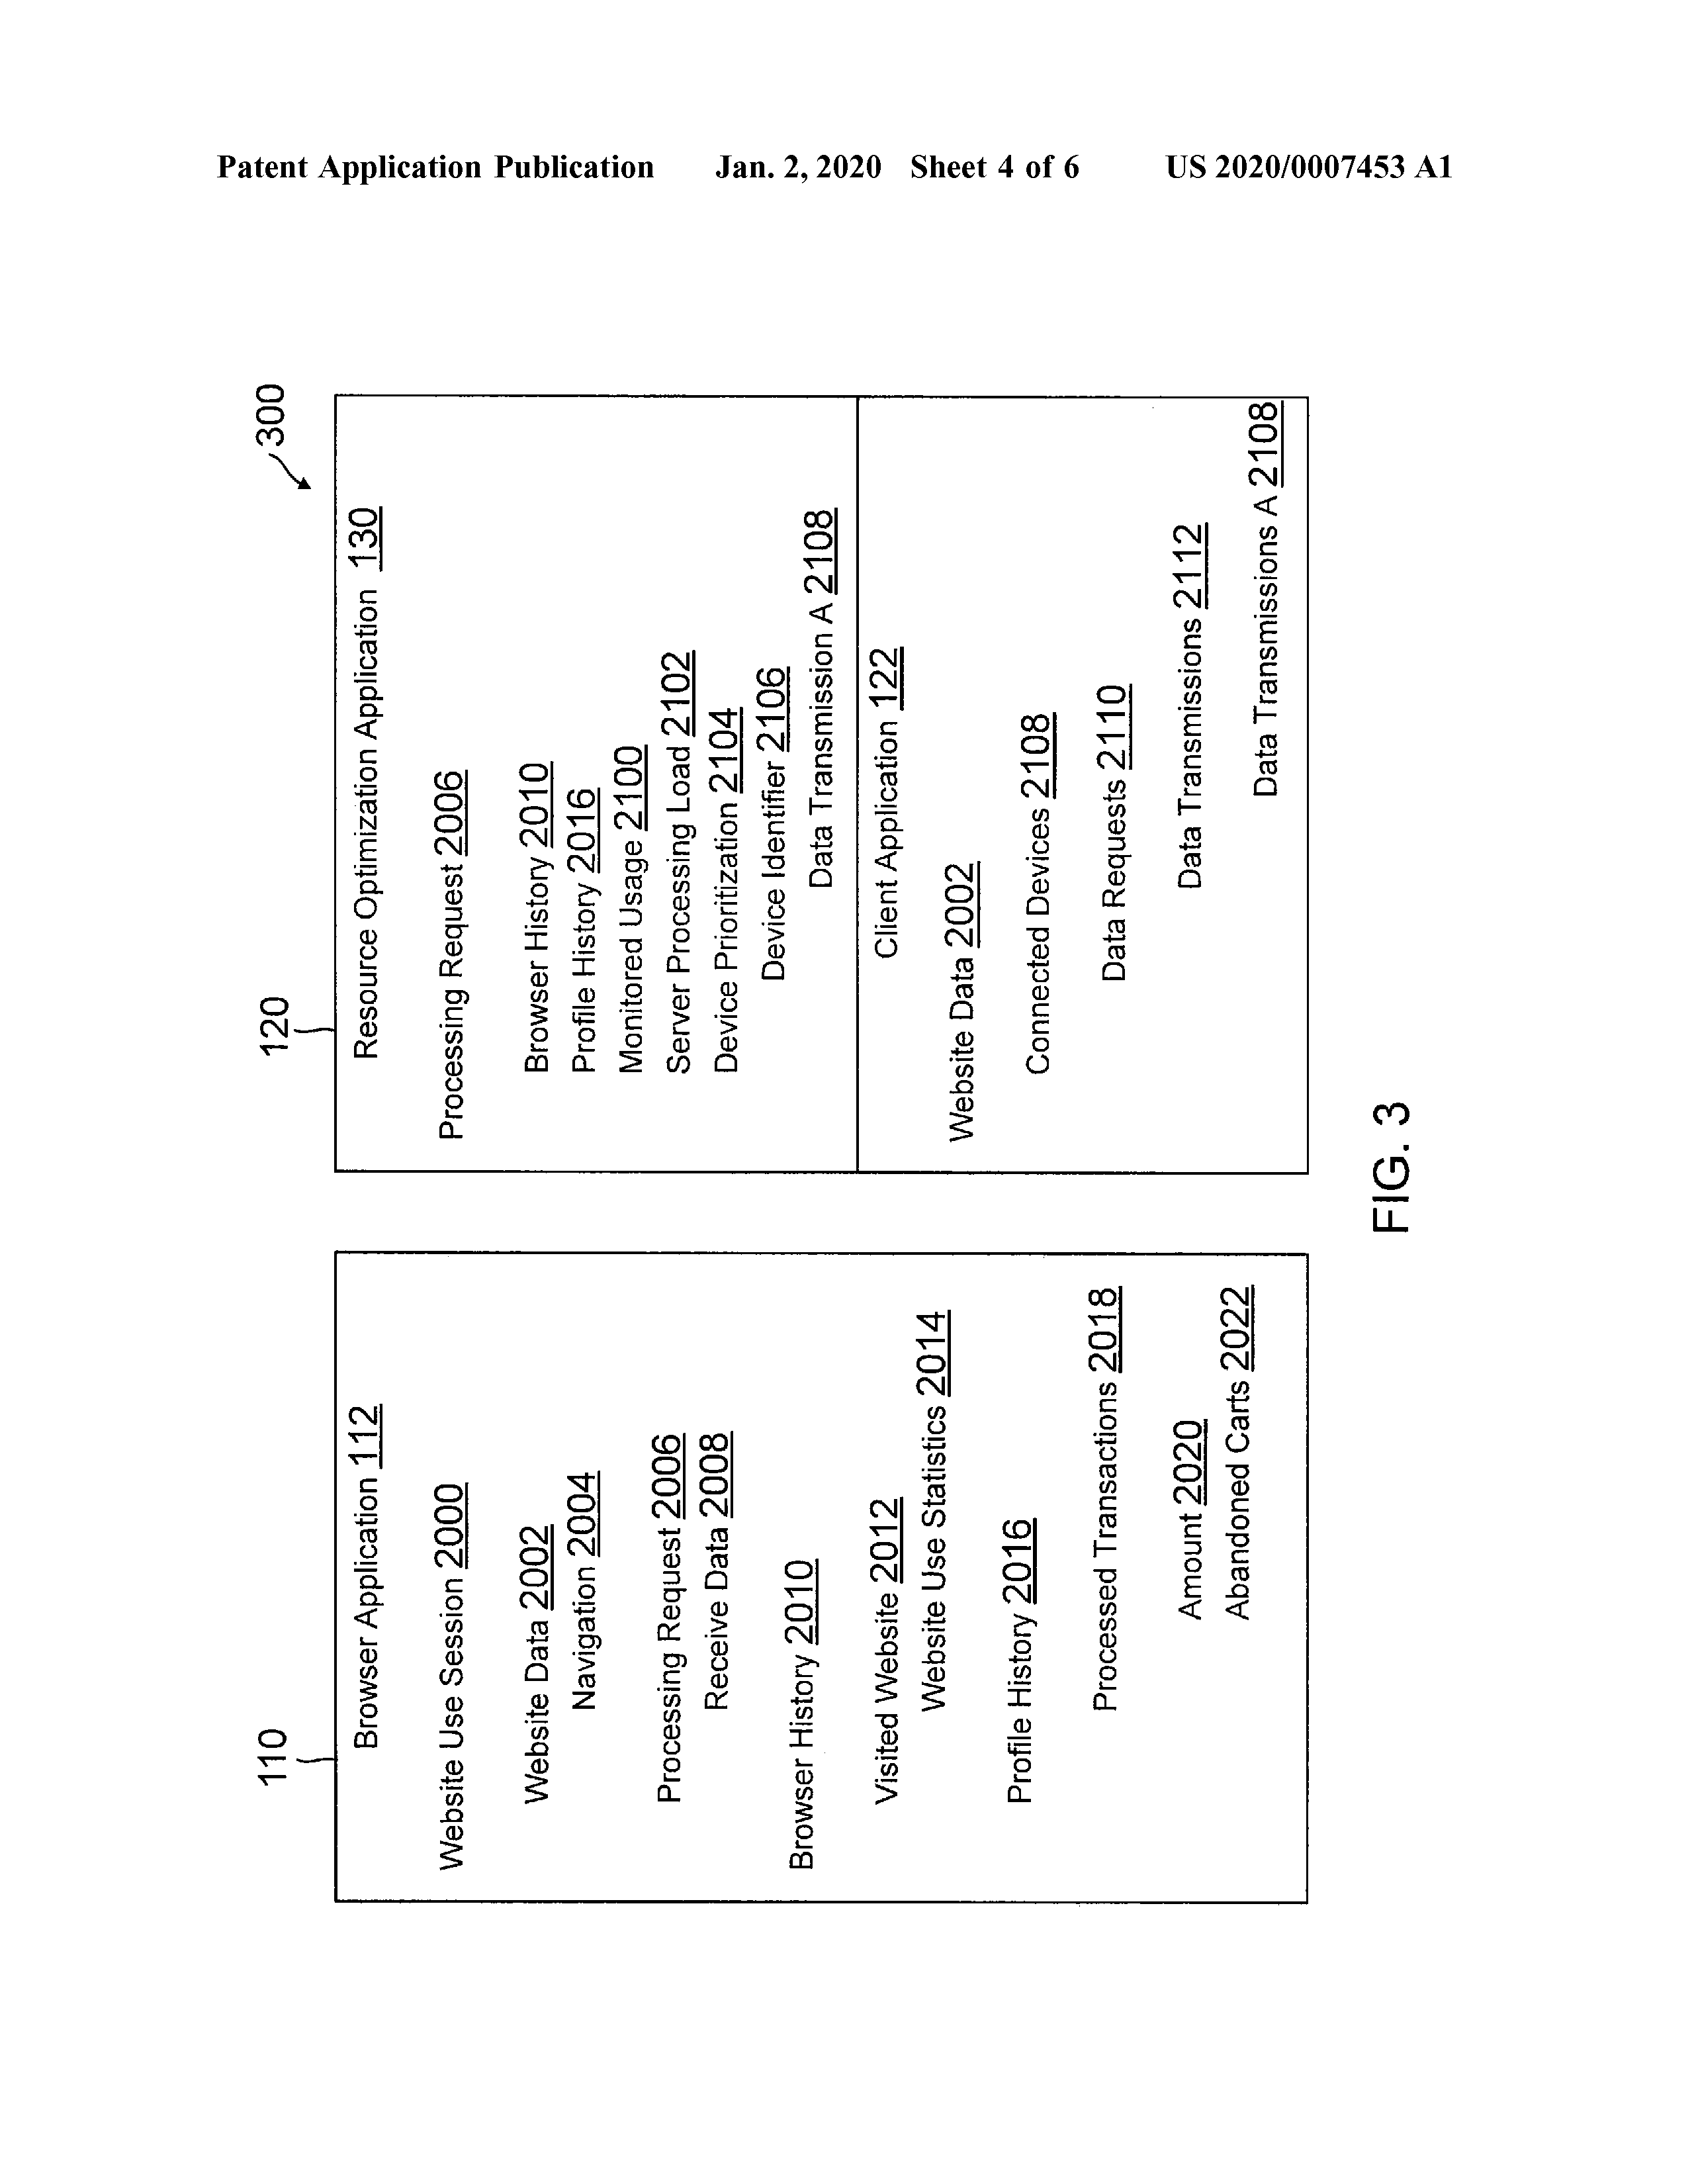 Patent Application Publication Jan. 2, 2020 Sheet 4 of 6 US 2020/0007453 A1
300
110
Browser Application 112
Website Use Session 2000
Website Data 2002
Navigation 2004
Processing Request 2006
Receive Data 2008
Browser History 2010
Visited Website 2012
Website Use Statistics 2014
Profile History 2016
Processed Transactions 2018
Amount 2020
Abandoned Carts 2022
120
Resource Optimization Application 130
Processing Request 2006
Browser History 2010
Profile History 2016
Monitored Usage 2100
Server Processing Load 2102
Device Prioritization 2104
Device Identifier 2106
Data Transmission A 2108
Client Application 122
Website Data 2002
Connected Devices 2108
Data Requests 2110
Data Transmissions 2112
Data Transmissions A 2108
FIG. 3